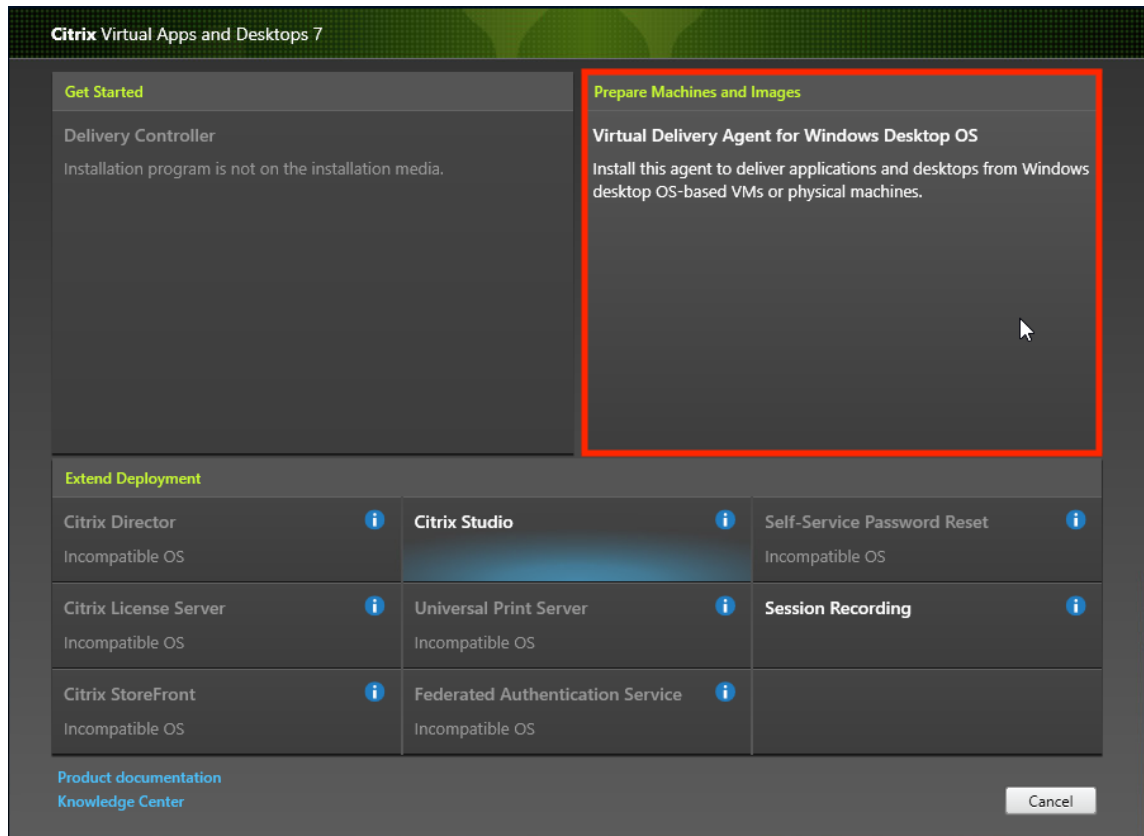 Citrix Virtual Apps and Desktops 7
Get Started
Delivery Controller
Installation program is not on the installation media.
Prepare Machines and Images
Virtual Delivery Agent for Windows Desktop OS
Install this agent to deliver applications and desktops from Windows
desktop OS-based VMs or physical machines.
Extend Deployment
Citrix Director
Incompatible OS
Citrix Studio
Self-Service Password Reset
Incompatible OS
Citrix License Server
Incompatible OS
Universal Print Server
Incompatible OS
Session Recording
Citrix StoreFront
Incompatible OS
Federated Authentication Service
Incompatible OS
Product documentation
Knowledge Center
Cancel